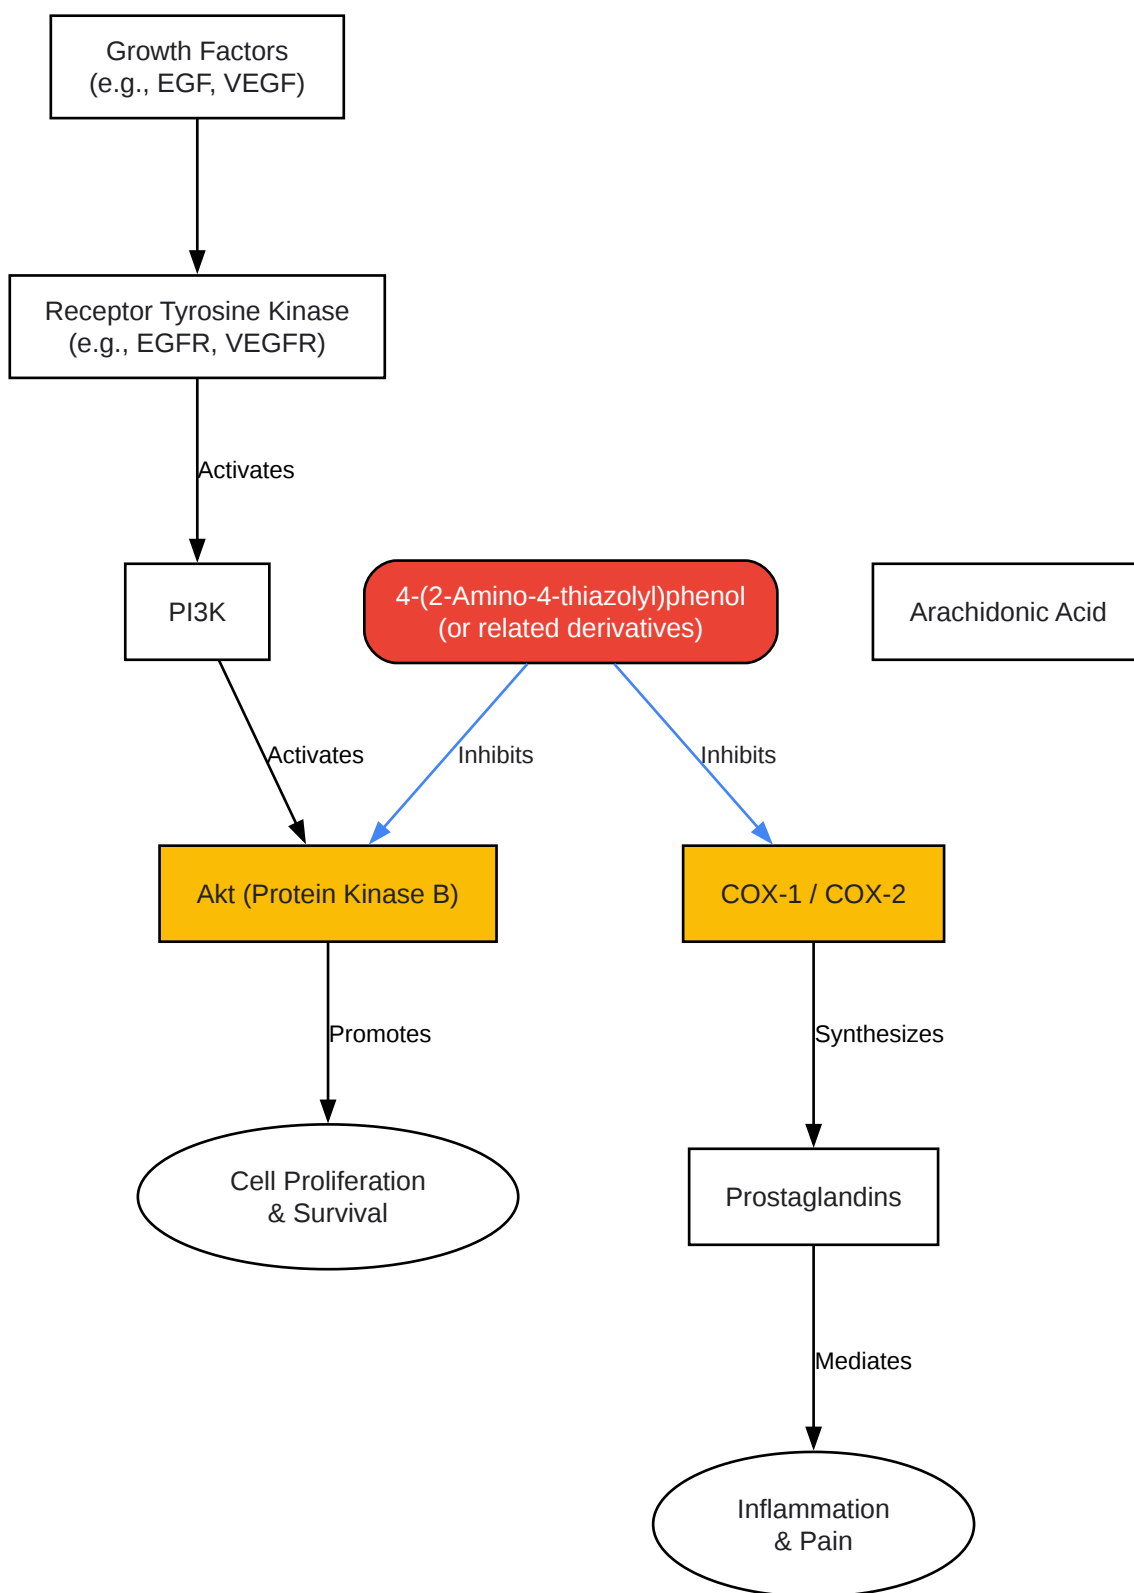 Growth Factors
(e.g., EGF, VEGF)
Receptor Tyrosine Kinase
(e.g., EGFR, VEGFR)
Activates
PI3K
4-(2-Amino-4-thiazolyl)phenol
(or related derivatives)
Arachidonic Acid
Activates
Inhibits
Inhibits
Akt (Protein Kinase B)
COX-1 / COX-2
Promotes
Synthesizes
Cell Proliferation
& Survival
Prostaglandins
Mediates
Inflammation
& Pain